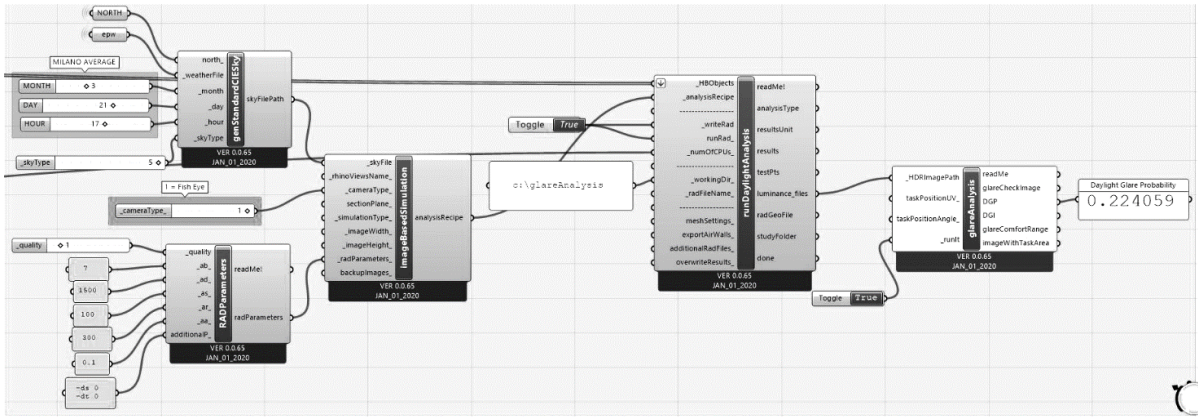 NORTH
epw
MILANO AVERAGE
MONTH 3
DAY 21
HOUR 17
_skyType 5
north_
_weatherFile
_month
_day
_hour
_skyType
genStandardCIESky
skyFilePath
VER 0.0.65
JAN_01_2020
1 = Fish Eye
_cameraType_ 1
_quality 1
7
1500
100
300
0.1
-ds 0
-dt 0
_quality
_ab_
_ad_
_as_
_ar_
_aa_
additionalP_
RADParameters
readMe!
radParameters
VER 0.0.65
JAN_01_2020
_skyFile
_rhinoViewsName_
_cameraType_
sectionPlane_
_simulationType_
_imageWidth_
_imageHeight_
_radParameters_
backupImages_
imageBasedSimulation
analysisRecipe
VER 0.0.65
JAN_01_2020
Toggle True
c:\glareAnalysis
_HBObjects
_analysisRecipe
_writeRad
runRad_
_numOfCPUs_
_workingDir_
_radFileName_
meshSettings_
exportAirWalls_
additionalRadFiles_
overwriteResults_
runDaylightAnalysis
readMe!
analysisType
resultsUnit
results
testPts
luminance_files
radGeoFile
studyFolder
done
VER 0.0.65
JAN_01_2020
Toggle True
_HDRImagePath
taskPositionUV_
taskPositionAngle_
_runIt
glareAnalysis
readMe
glareCheckImage
DGP
DGI
glareComfortRange
imageWithTaskArea
VER 0.0.65
JAN_01_2020
Daylight Glare Probability
0.224059